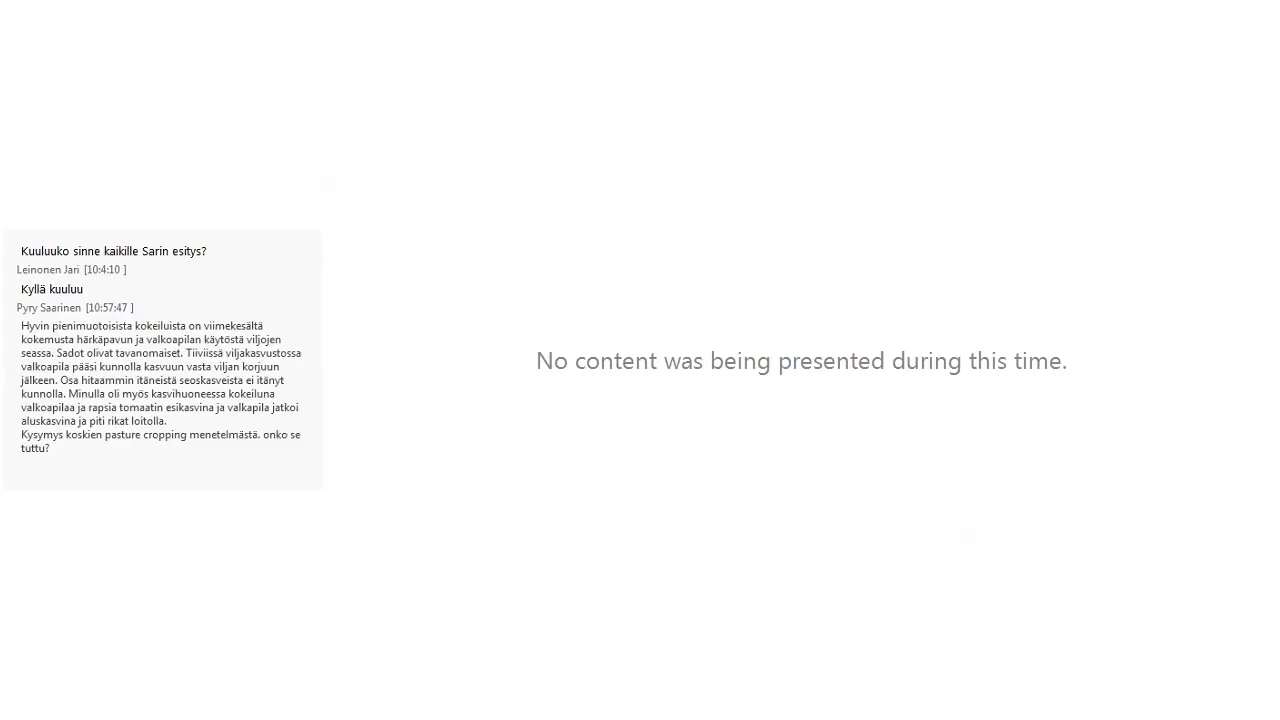 Kuuluuko sinne kaikille Sarin esitys?
Leinonen Jari [10:4:10 ]
Kyllä kuuluu
Pyry Saarinen [10:57:47 ]
Hyvin pienimuotoisista kokeiluista on viimekesältä
kokemusta härkäpavun ja valkoapilan käytöstä viljojen
seassa. Sadot olivat tavanomaiset. Tiiviissä viljakasvustossa
valkoapila pääsi kunnolla kasvuun vasta viljan korjuun
jälkeen. Osa hitaammin itäneistä seoskasveista ei itänyt
kunnolla. Minulla oli myös kasvihuoneessa kokeiluna
valkoapilaa ja rapsia tomaatin esikasvina ja valkapila jatkoi
aluskasvina ja piti rikat loitolla.
Kysymys koskien pasture cropping menetelmästä. onko se
tuttu?
No content was being presented during this time.